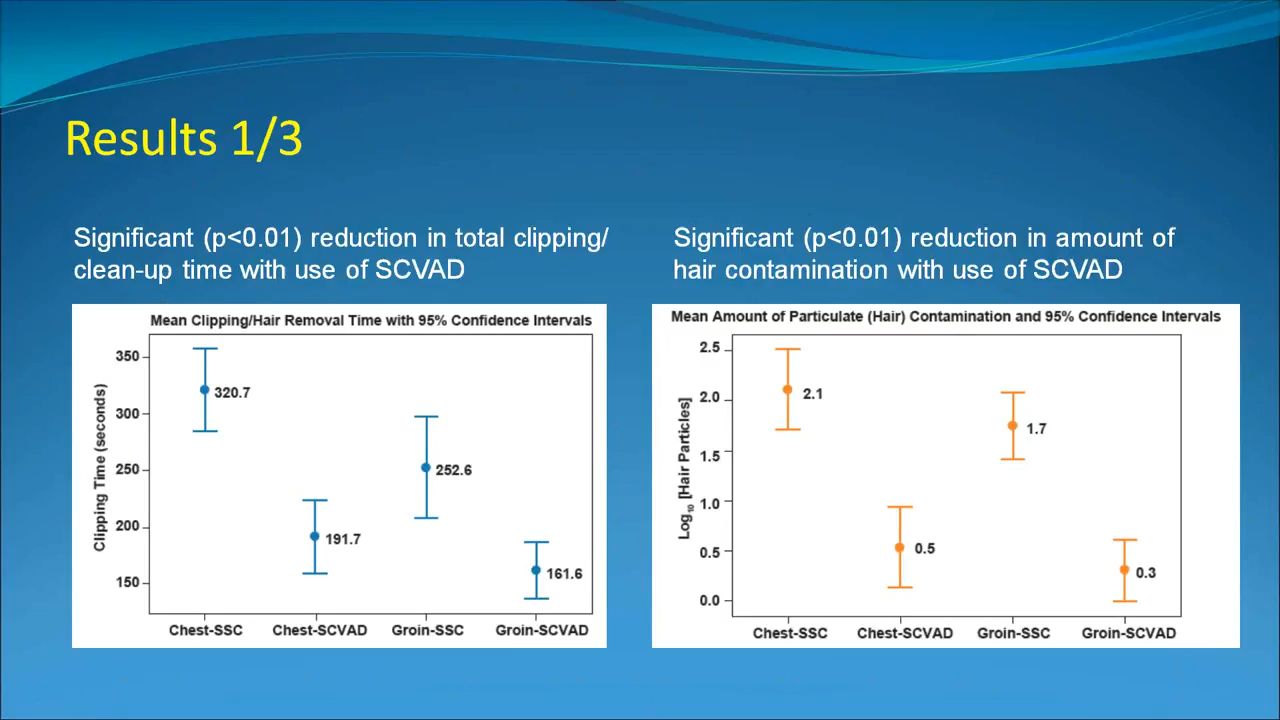 Results 1/3
Significant (p<0.01) reduction in total clipping/
clean-up time with use of SCVAD
Significant (p<0.01) reduction in amount of
hair contamination with use of SCVAD
Mean Clipping/Hair Removal Time with 95% Confidence Intervals
Clipping Time (seconds)
350
300
250
200
150
320.7
191.7
252.6
161.6
Chest-SSC Chest-SCVAD Groin-SSC Groin-SCVAD
Mean Amount of Particulate (Hair) Contamination and 95% Confidence Intervals
Log₁₀ [Hair Particles]
2.5
2.0
1.5
1.0
0.5
0.0
2.1
0.5
1.7
0.3
Chest-SSC Chest-SCVAD Groin-SSC Groin-SCVAD